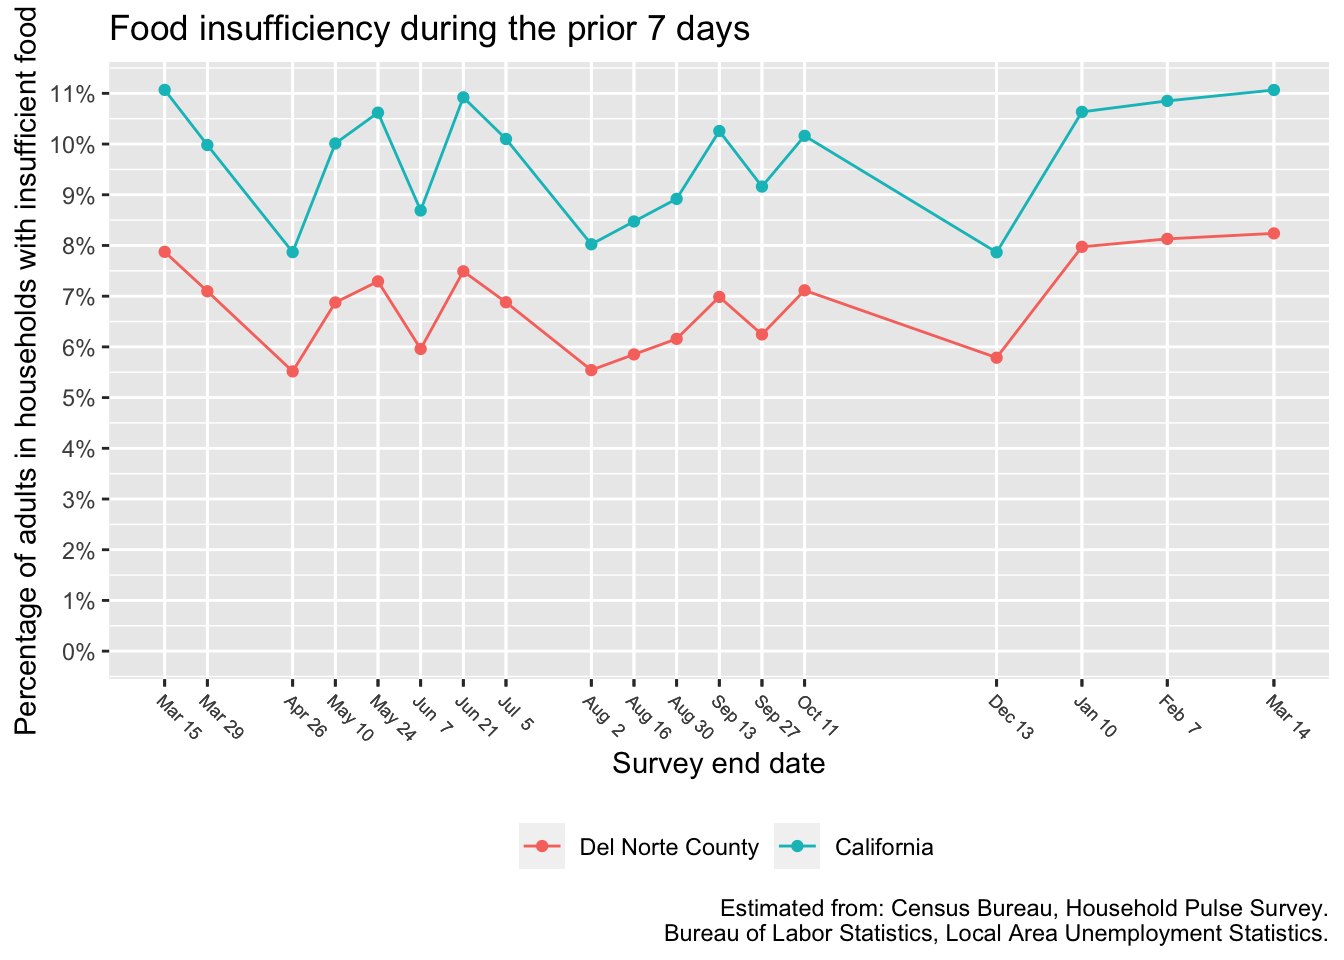 Food insufficiency during the prior 7 days
Percentage of adults in households with insufficient food
11%
10%
9%
8%
7%
6%
5%
4%
3%
2%
1%
0%
Mar 15
Mar 29
Apr 26
May 10
May 24
Jun 7
Jun 21
Jul 5
Aug 2
Aug 16
Aug 30
Sep 13
Sep 27
Oct 11
Dec 13
Jan 10
Feb 7
Mar 14
Survey end date
Del Norte County
California
Estimated from: Census Bureau, Household Pulse Survey.
Bureau of Labor Statistics, Local Area Unemployment Statistics.